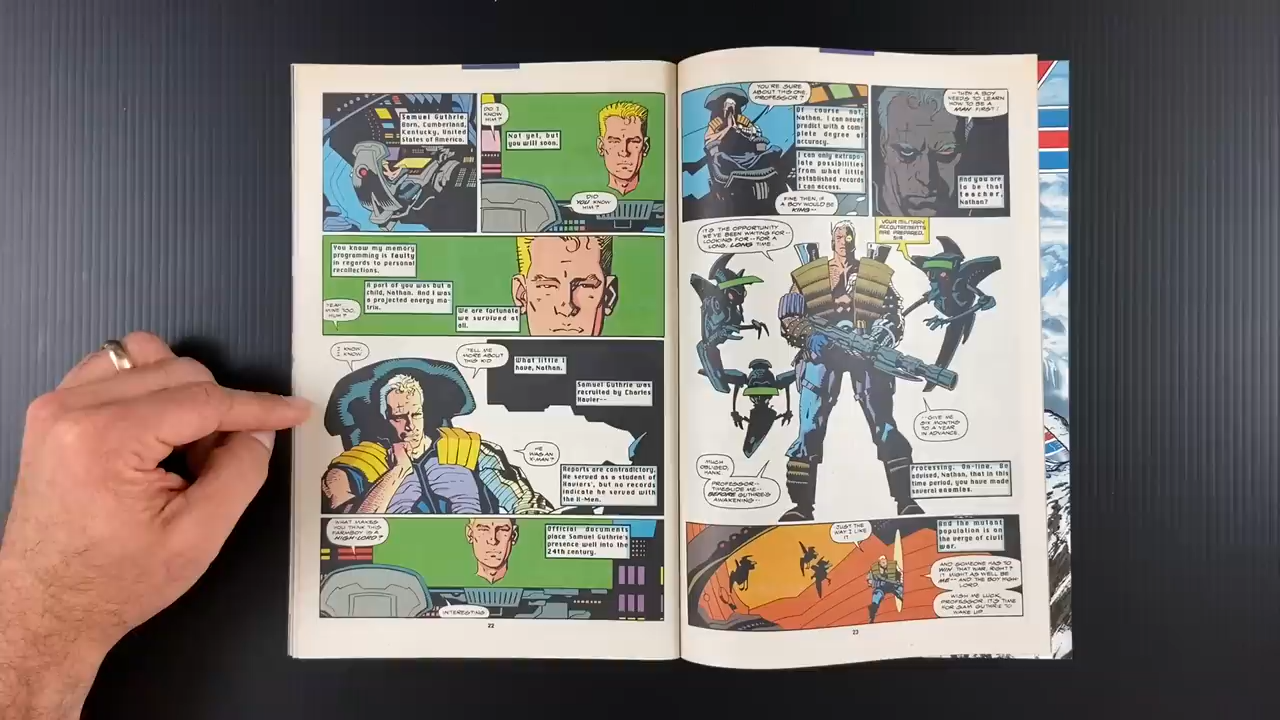 Samuel Guthrie.
Born, Cumberland,
Kentucky, United
States of America.
DO I
KNOW
HIM?
Not yet, but
you will soon.
DID
YOU KNOW
HIM?
You know my memory
programming is faulty
in regards to personal
recollections.
A part of you was but a
child, Nathan. And I was
a projected energy ma-
trix.
YEAH
MINE TOO,
HUH?
We are fortunate
we survived at
all.
I KNOW,
I KNOW
TELL ME
MORE ABOUT
THIS KID
What little I
have, Nathan.
Samuel Guthrie was
recruited by Charles
Xavier--
HE
WAS AN
X-MAN?
Reports are contradictory.
He served as a student of
Xaviers', but no records
indicate he served with
the X-Men.
WHAT MAKES
YOU THINK THIS
FARMBOY IS A
HIGH-LORD?
Official documents
place Samuel Guthrie's
presence well into the
24th century.
INTERESTING
22
YOU'RE SURE
ABOUT THIS ONE,
PROFESSOR?
Of course not,
Nathan. I can never
predict with a com-
plete degree of
accuracy.
I can only extrapo-
late possibilities
from what little
established records
I can access.
FINE THEN, IF
A BOY WOULD BE
KING--
--THEN A BOY
NEEDS TO LEARN
HOW TO BE A
MAN FIRST!
And you are
to be that
teacher,
Nathan?
IT'S THE OPPORTUNITY
WE'VE BEEN WAITING FOR--
LOOKING FOR--FOR A
LONG, LONG TIME.
YOUR MILITARY
ACCOUTREMENTS
ARE PREPARED,
SIR.
--GIVE ME
SIX MONTHS
TO A YEAR
IN ADVANCE.
MUCH
OBLIGED,
HANK.
PROFESSOR--
TIMESLIDE ME--
BEFORE GUTHRIE'S
AWAKENING--
Processing. On-line. Be
advised, Nathan, that in this
time period, you have made
several enemies.
JUST THE
WAY I LIKE
IT
And the mutant
population is on
the verge of civil
war.
AND SOMEONE HAS TO
WIN THAT WAR, RIGHT?
IT MIGHT AS WELL BE
ME--AND THE BOY HIGH-
LORD.
WISH ME LUCK,
PROFESSOR. IT'S TIME
FOR SAM GUTHRIE TO
WAKE UP.
23